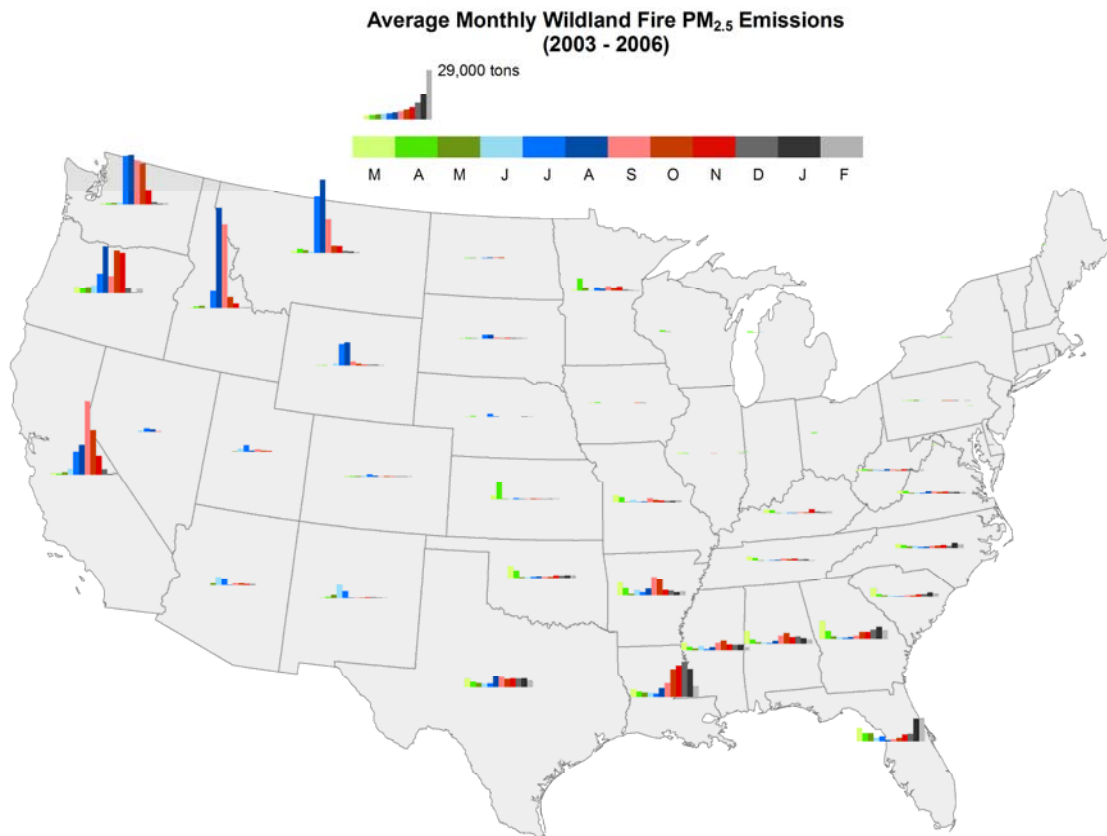 Average Monthly Wildland Fire PM2.5 Emissions
(2003 - 2006)
29,000 tons
M A M J J A S O N D J F